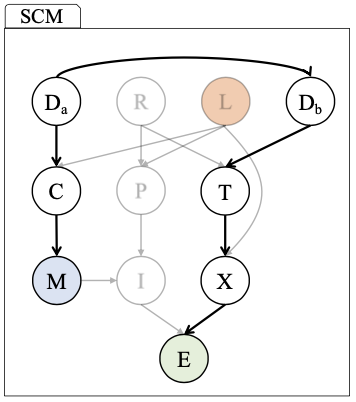 SCM
Da R L Db
C P T
M I X
E